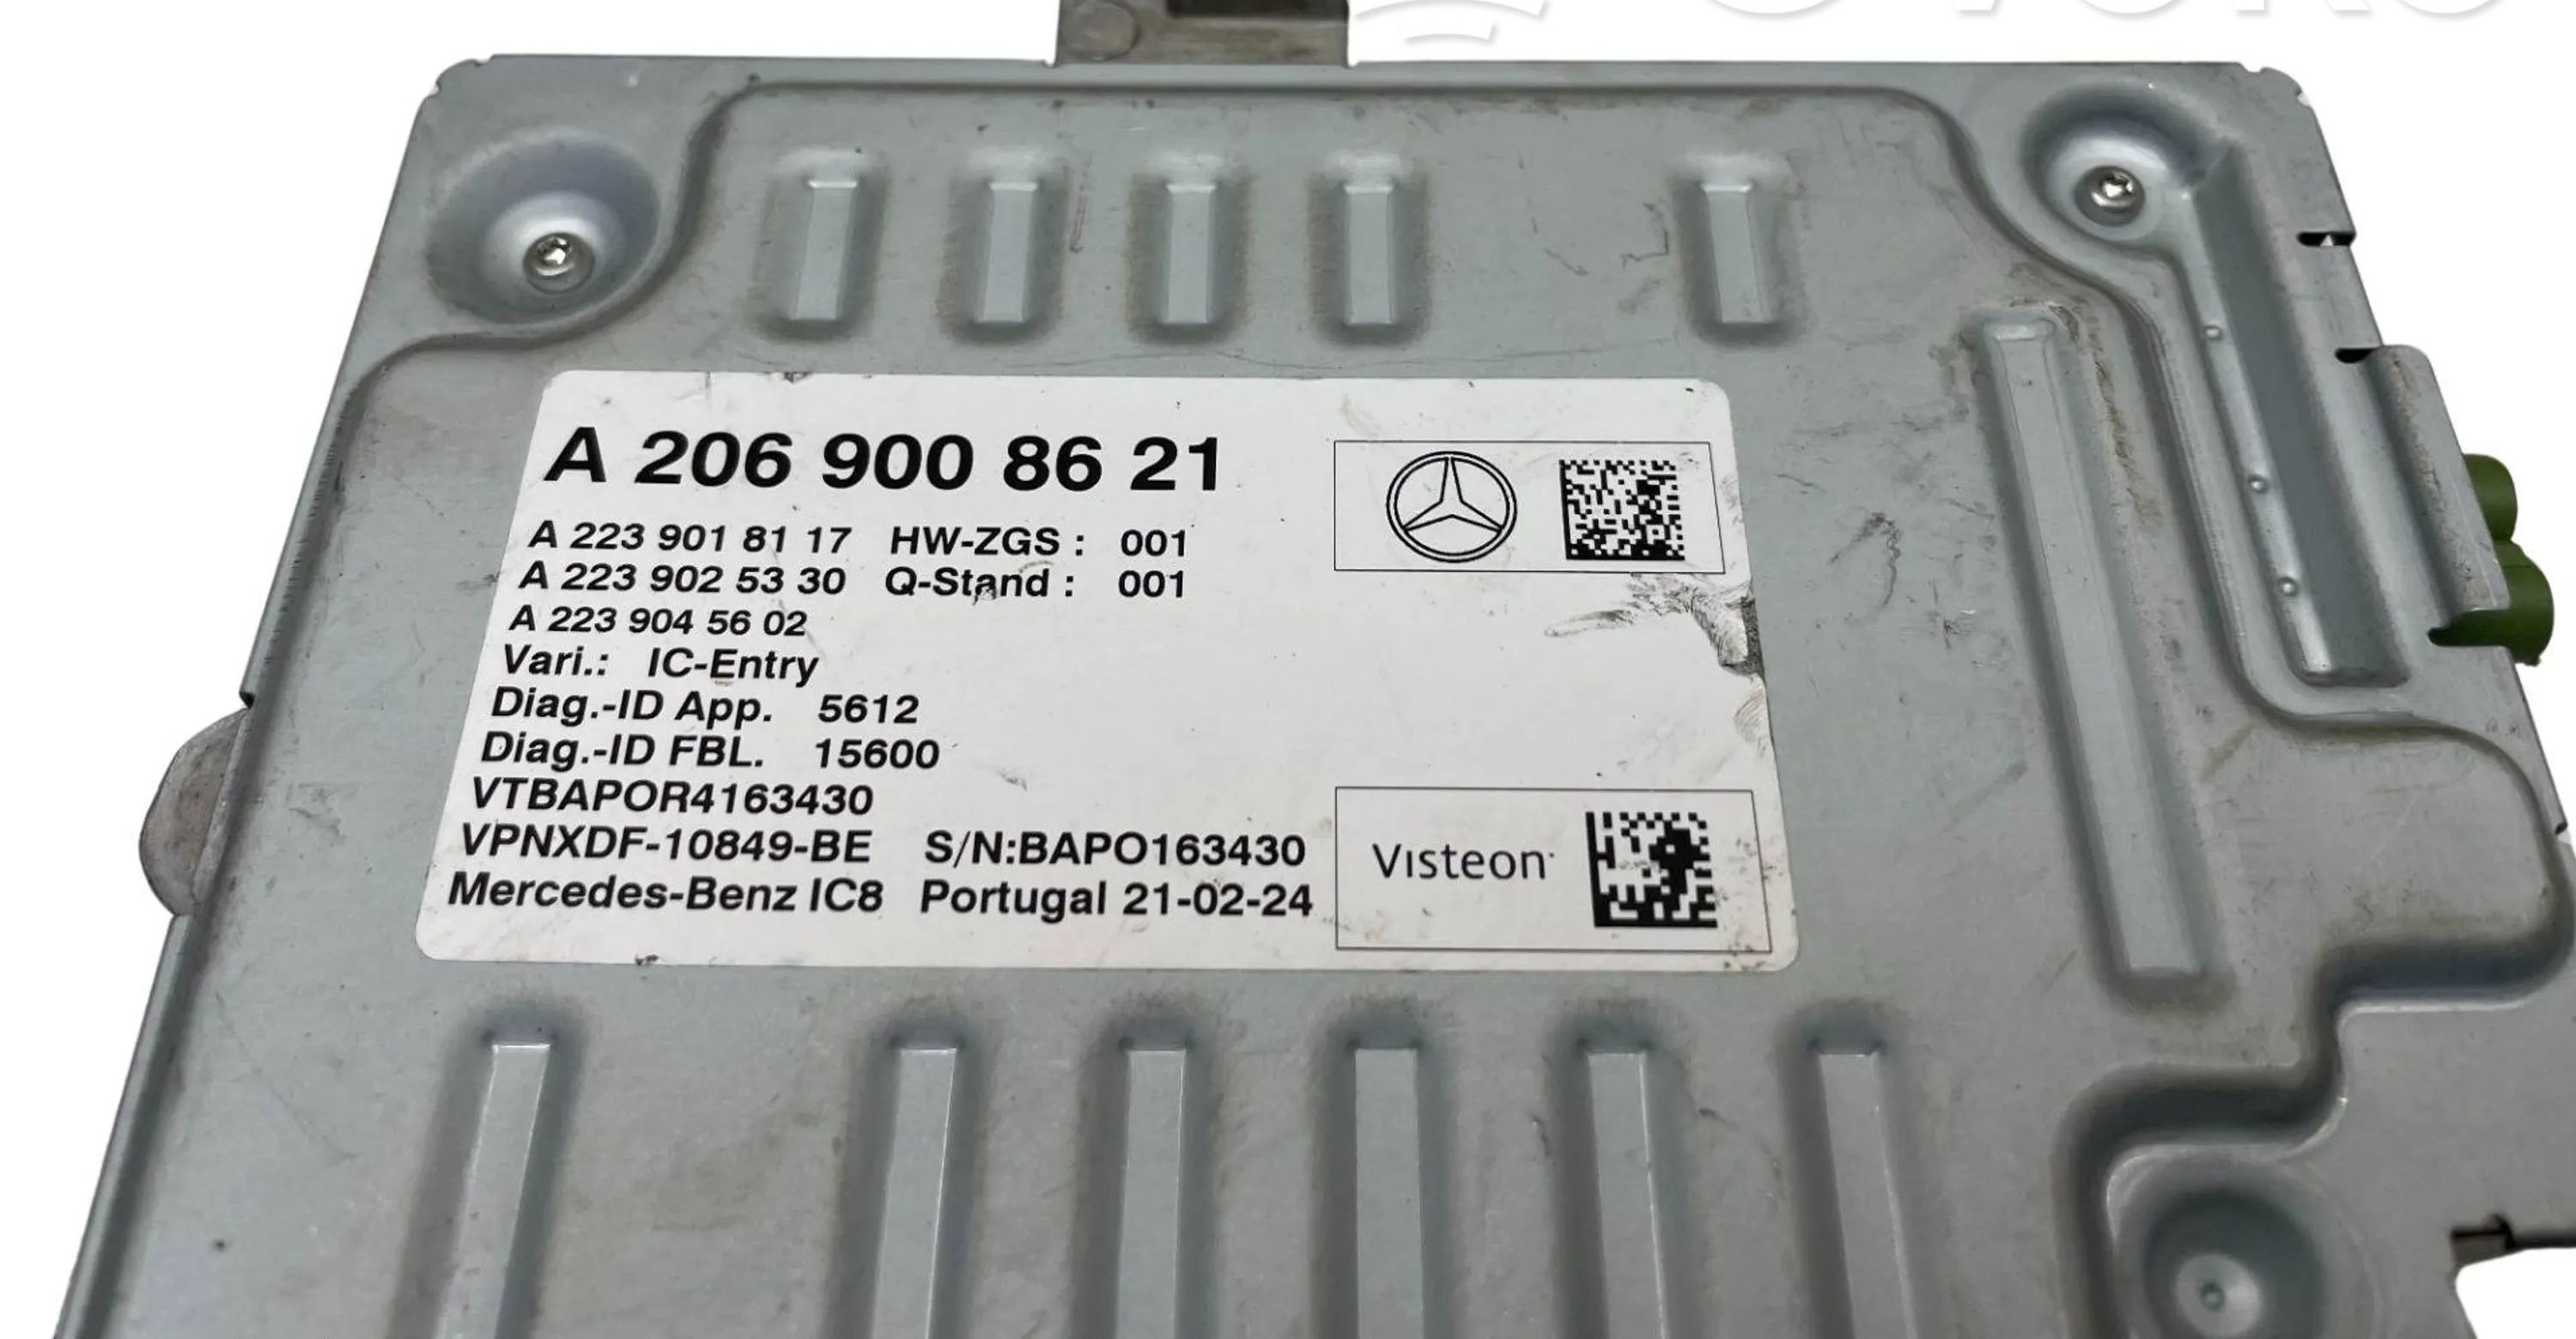 A 206 900 86 21
A 223 901 81 17 HW-ZGS : 001
A 223 902 53 30 Q-Stand : 001
A 223 904 56 02
Vari.: IC-Entry
Diag.-ID App. 5612
Diag.-ID FBL. 15600
VTBAPOR4163430
VPNXDF-10849-BE S/N:BAPO163430
Mercedes-Benz IC8 Portugal 21-02-24
Visteon